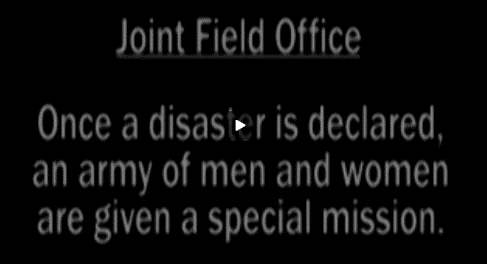 Joint Field Office
Once a disaster is declared,
an army of men and women
are given a special mission.